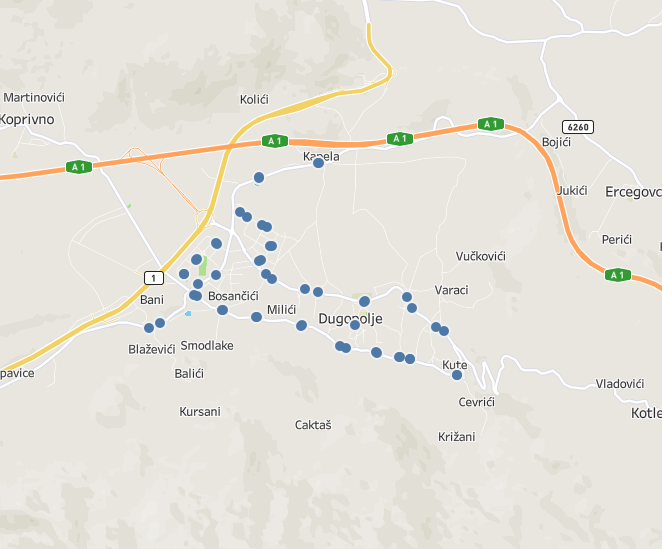 Martinovići
Kolići
Koprivno
A 1
A 1
A 1
6260
Bojići
Kapela
A 1
Jukići
Ercegovc
Perići
Vučkovići
A 1
1
Varaci
Bani
Bosančići
Milići
Dugopolje
Blaževići
Smodlake
Kute
Balići
pavice
Vladovići
Cevrići
Kursani
Kotle
Caktaš
Križani